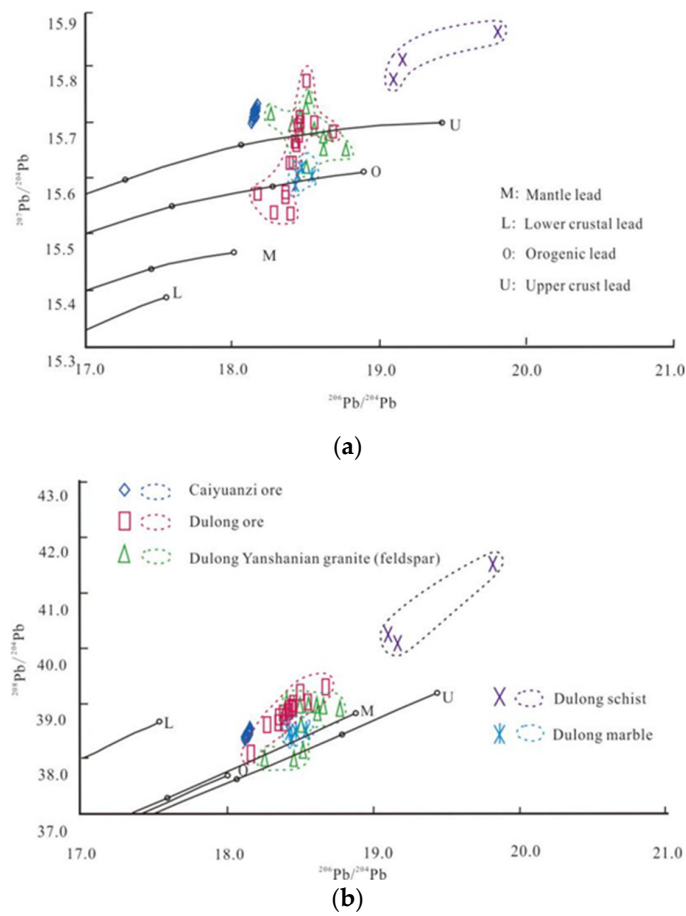 15.9
15.8
15.7
15.6
15.5
15.4
15.3
²⁰⁷Pb/²⁰⁴Pb
U
O
M
L
M: Mantle lead
L: Lower crustal lead
O: Orogenic lead
U: Upper crust lead
17.0 18.0 19.0 20.0 21.0
²⁰⁶Pb/²⁰⁴Pb
(a)
43.0
42.0
41.0
40.0
39.0
38.0
37.0
²⁰⁸Pb/²⁰⁴Pb
Caiyuanzi ore
Dulong ore
Dulong Yanshanian granite (feldspar)
L
M
U
O
Dulong schist
Dulong marble
17.0 18.0 19.0 20.0 21.0
²⁰⁶Pb/²⁰⁴Pb
(b)